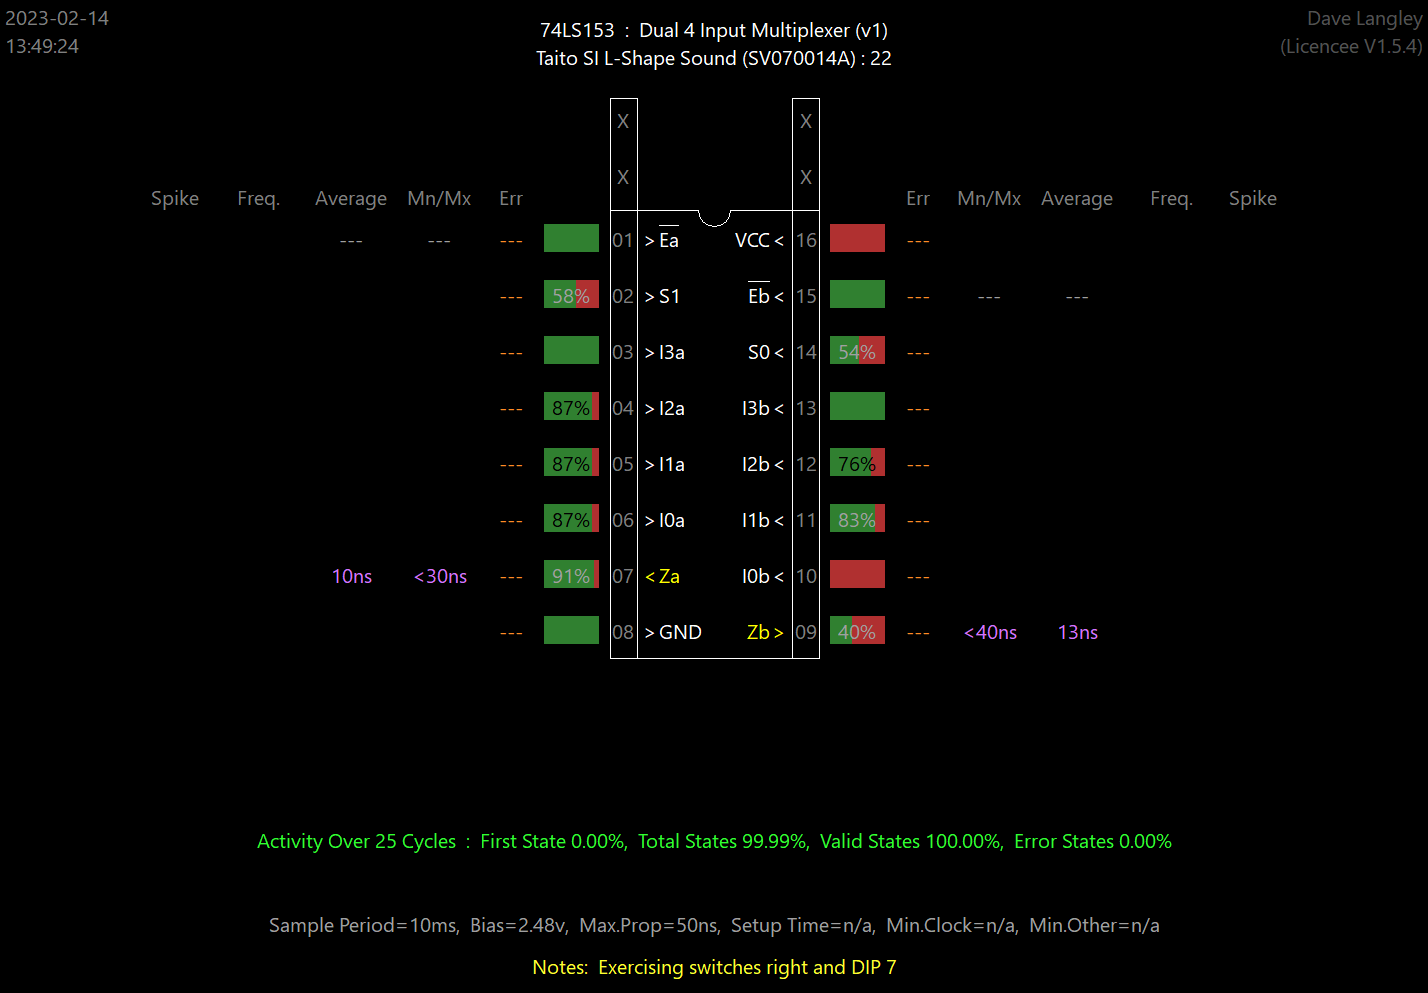 2023-02-14
13:49:24
74LS153 : Dual 4 Input Multiplexer (v1)
Taito SI L-Shape Sound (SV070014A) : 22
Dave Langley
(Licencee V1.5.4)
X X
X X
Spike Freq. Average Mn/Mx Err Err Mn/Mx Average Freq. Spike
--- --- --- 01 > Ea VCC < 16 ---
--- 58% 02 > S1 Eb < 15 --- --- ---
--- 03 > I3a S0 < 14 54% ---
--- 87% 04 > I2a I3b < 13 ---
--- 87% 05 > I1a I2b < 12 76% ---
--- 87% 06 > I0a I1b < 11 83% ---
10ns <30ns --- 91% 07 < Za I0b < 10 ---
--- 08 > GND Zb > 09 40% --- <40ns 13ns
Activity Over 25 Cycles : First State 0.00%, Total States 99.99%, Valid States 100.00%, Error States 0.00%
Sample Period=10ms, Bias=2.48v, Max.Prop=50ns, Setup Time=n/a, Min.Clock=n/a, Min.Other=n/a
Notes: Exercising switches right and DIP 7